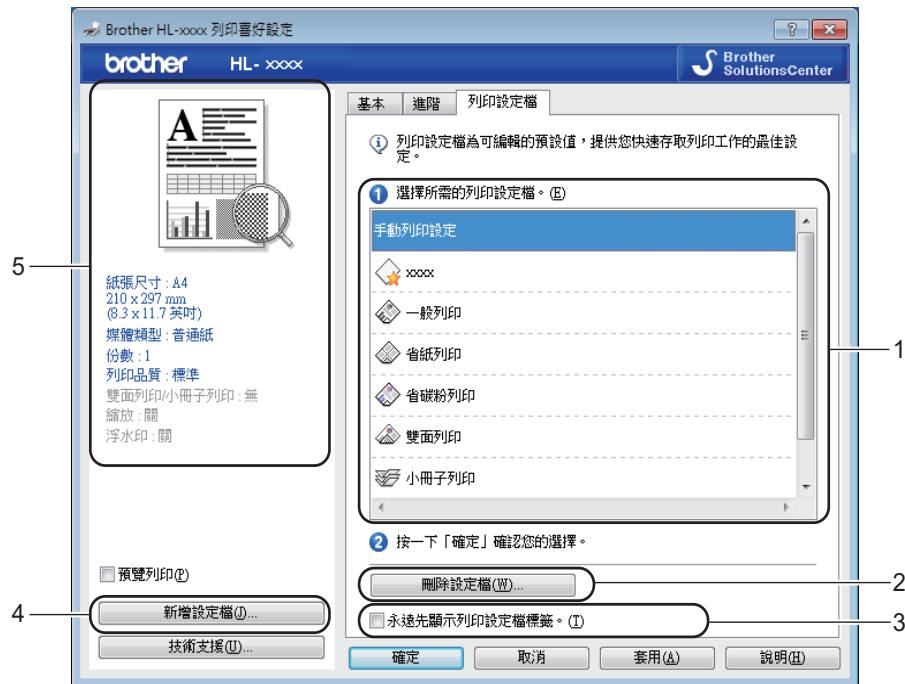 Brother HL-xxxx 列印喜好設定
brother HL- xxxx
Brother
SolutionsCenter
A
紙張尺寸 : A4
210 x 297 mm
(8.3 x 11.7 英吋)
媒體類型 : 普通紙
份數 : 1
列印品質 : 標準
雙面列印/小冊子列印 : 無
縮放 : 關
浮水印 : 關
預覽列印(P)
新增設定檔(J)...
技術支援(U)...
基本 進階 列印設定檔
列印設定檔為可編輯的預設值，提供您快速存取列印工作的最佳設
定。
1 選擇所需的列印設定檔。(E)
手動列印設定
xxxx
一般列印
省紙列印
省碳粉列印
雙面列印
小冊子列印
2 按一下「確定」確認您的選擇。
刪除設定檔(W)...
永遠先顯示列印設定檔標籤。(I)
確定 取消 套用(A) 說明(H)
1
2
3
4
5